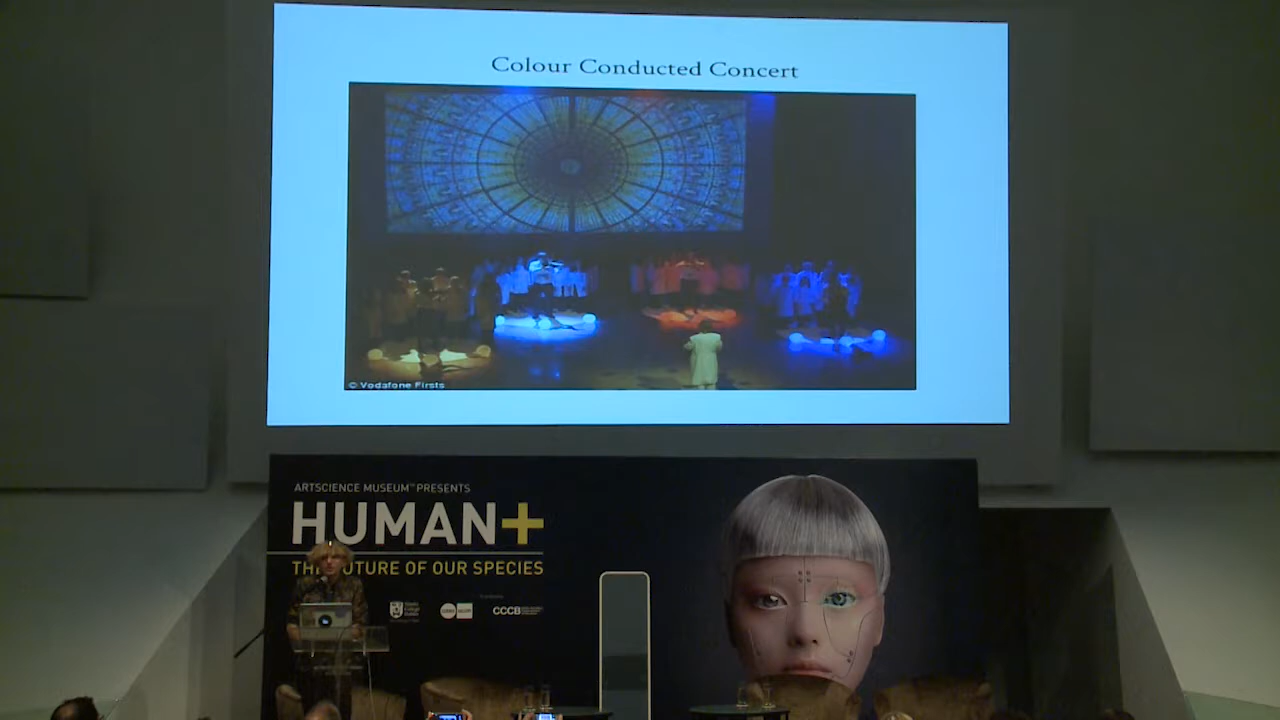 Colour Conducted Concert
© Vodafone Firsts
ARTSCIENCE MUSEUM™ PRESENTS
HUMAN+
THE FUTURE OF OUR SPECIES
CCCB